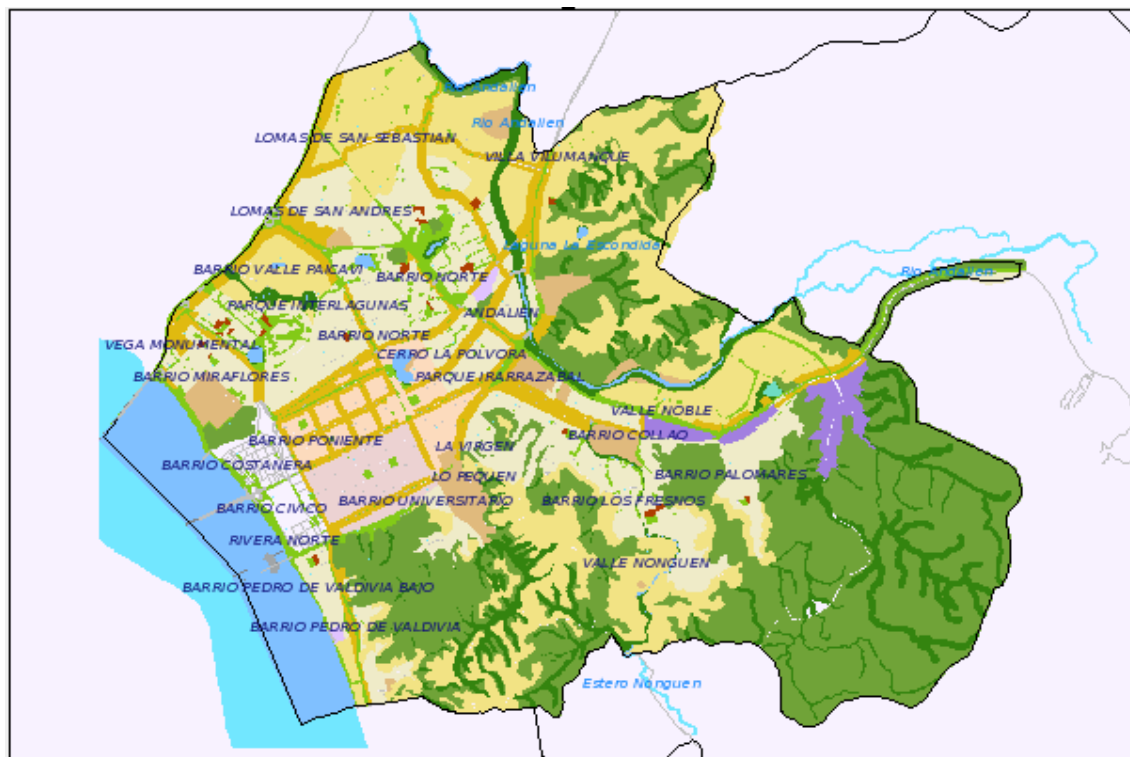 Rio Andalien
Rio Andalien
LOMAS DE SAN SEBASTIAN
VILLA VILUMANQUE
LOMAS DE SAN ANDRES
Laguna La Escondida
BARRIO VALLE PAICAVI
BARRIO NORTE
Rio Andalien
PARQUE INTERLAGUNAS
ANDALIEN
BARRIO NORTE
VEGA MONUMENTAL
CERRO LA POLVORA
BARRIO MIRAFLORES
PARQUE IRARRAZABAL
VALLE NOBLE
BARRIO PONIENTE
BARRIO COLLAO
LA VIRGEN
BARRIO COSTANERA
LO PEQUEN
BARRIO PALOMARES
BARRIO UNIVERSITARIO
BARRIO LOS FRESNOS
BARRIO CIVICO
RIVERA NORTE
VALLE NONGUEN
BARRIO PEDRO DE VALDIVIA BAJO
BARRIO PEDRO DE VALDIVIA
Estero Nonguen